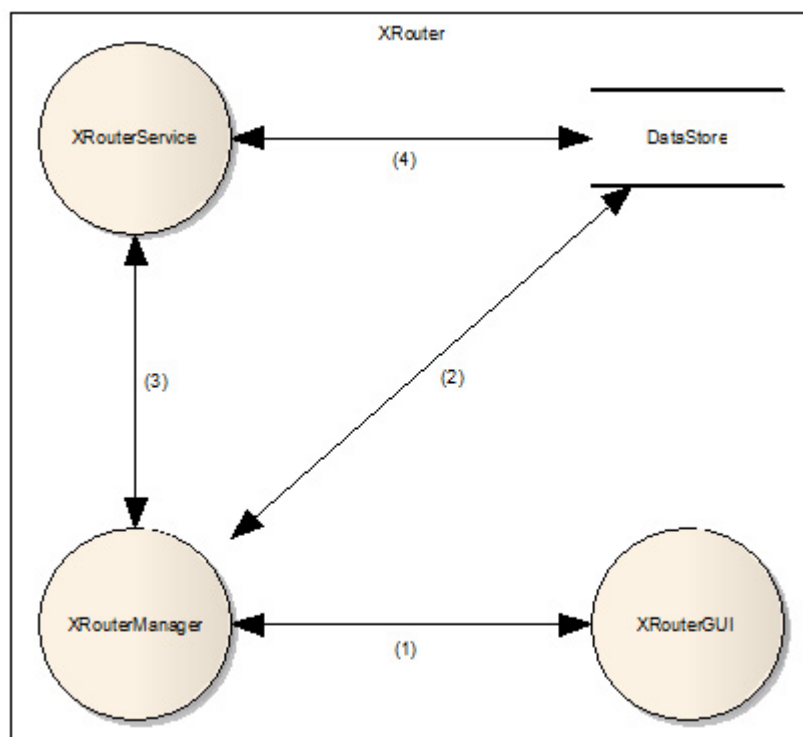 XRouter
XRouterService
DataStore
(4)
(2)
(3)
XRouterManager
XRouterGUI
(1)